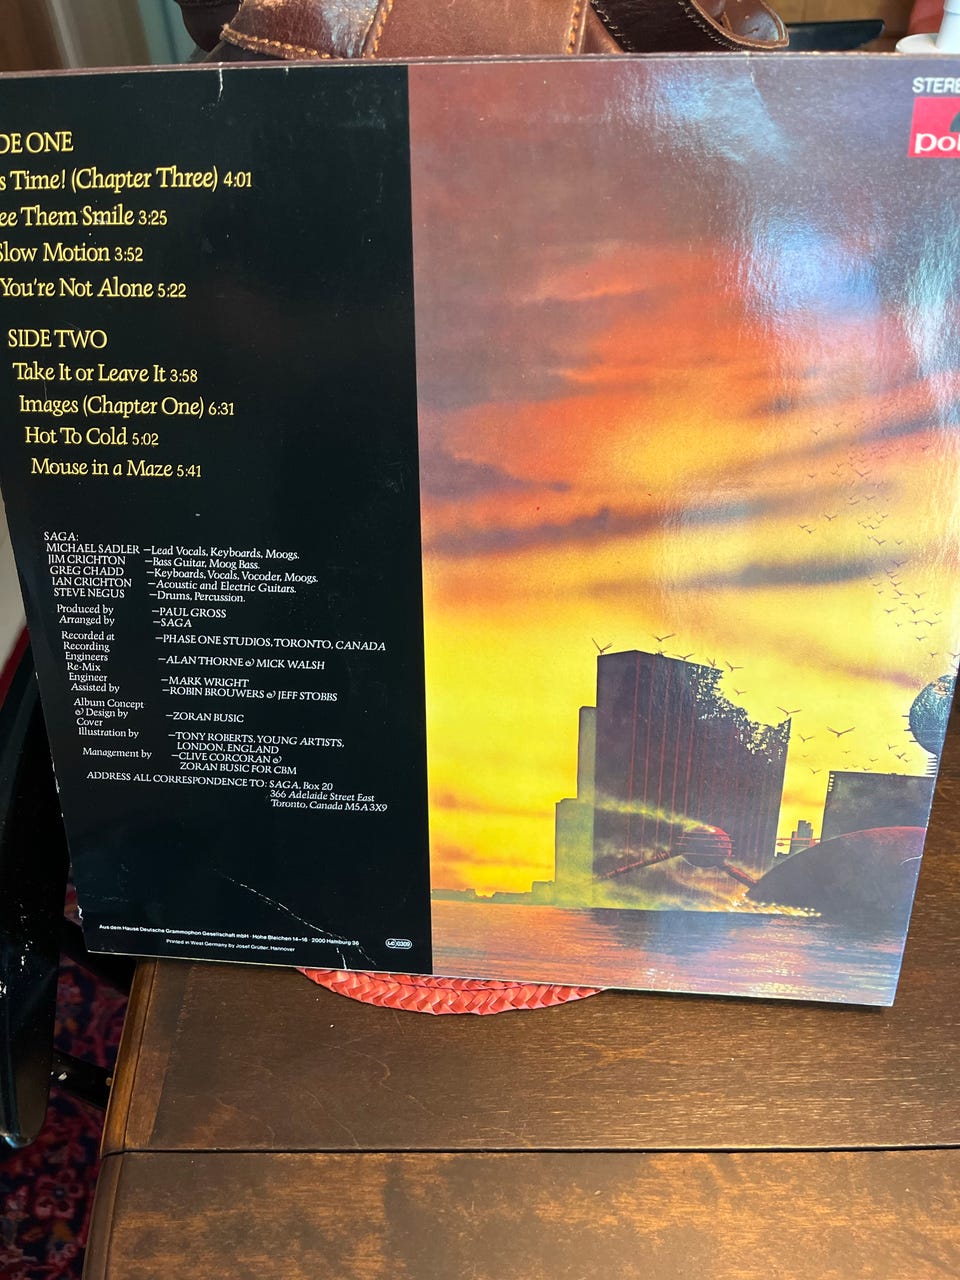 DE ONE
s Time! (Chapter Three) 4:01
ee Them Smile 3:25
Slow Motion 3:52
You're Not Alone 5:22
SIDE TWO
Take It or Leave It 3:58
Images (Chapter One) 6:31
Hot To Cold 5:02
Mouse in a Maze 5:41
SAGA:
MICHAEL SADLER —Lead Vocals, Keyboards, Moogs.
JIM CRICHTON —Bass Guitar, Moog Bass.
GREG CHADD —Keyboards, Vocals, Vocoder, Moogs.
IAN CRICHTON —Acoustic and Electric Guitars.
STEVE NEGUS —Drums, Percussion.
Produced by —PAUL GROSS
Arranged by —SAGA
Recorded at —PHASE ONE STUDIOS, TORONTO, CANADA
Recording
Engineers —ALAN THORNE & MICK WALSH
Re-Mix
Engineer —MARK WRIGHT
Assisted by —ROBIN BROUWERS & JEFF STOBBS
Album Concept
& Design by —ZORAN BUSIC
Cover
Illustration by —TONY ROBERTS, YOUNG ARTISTS,
LONDON, ENGLAND
Management by —CLIVE CORCORAN &
ZORAN BUSIC FOR CBM
ADDRESS ALL CORRESPONDENCE TO: SAGA, Box 20
366 Adelaide Street East
Toronto, Canada M5A 3X9
Aus dem Hause Deutsche Grammophon Gesellschaft mbH · Hohe Bleichen 14–16 · 2000 Hamburg 36
Printed in West Germany by Josef Grütter, Hannover
LC 0309
STERE
pol